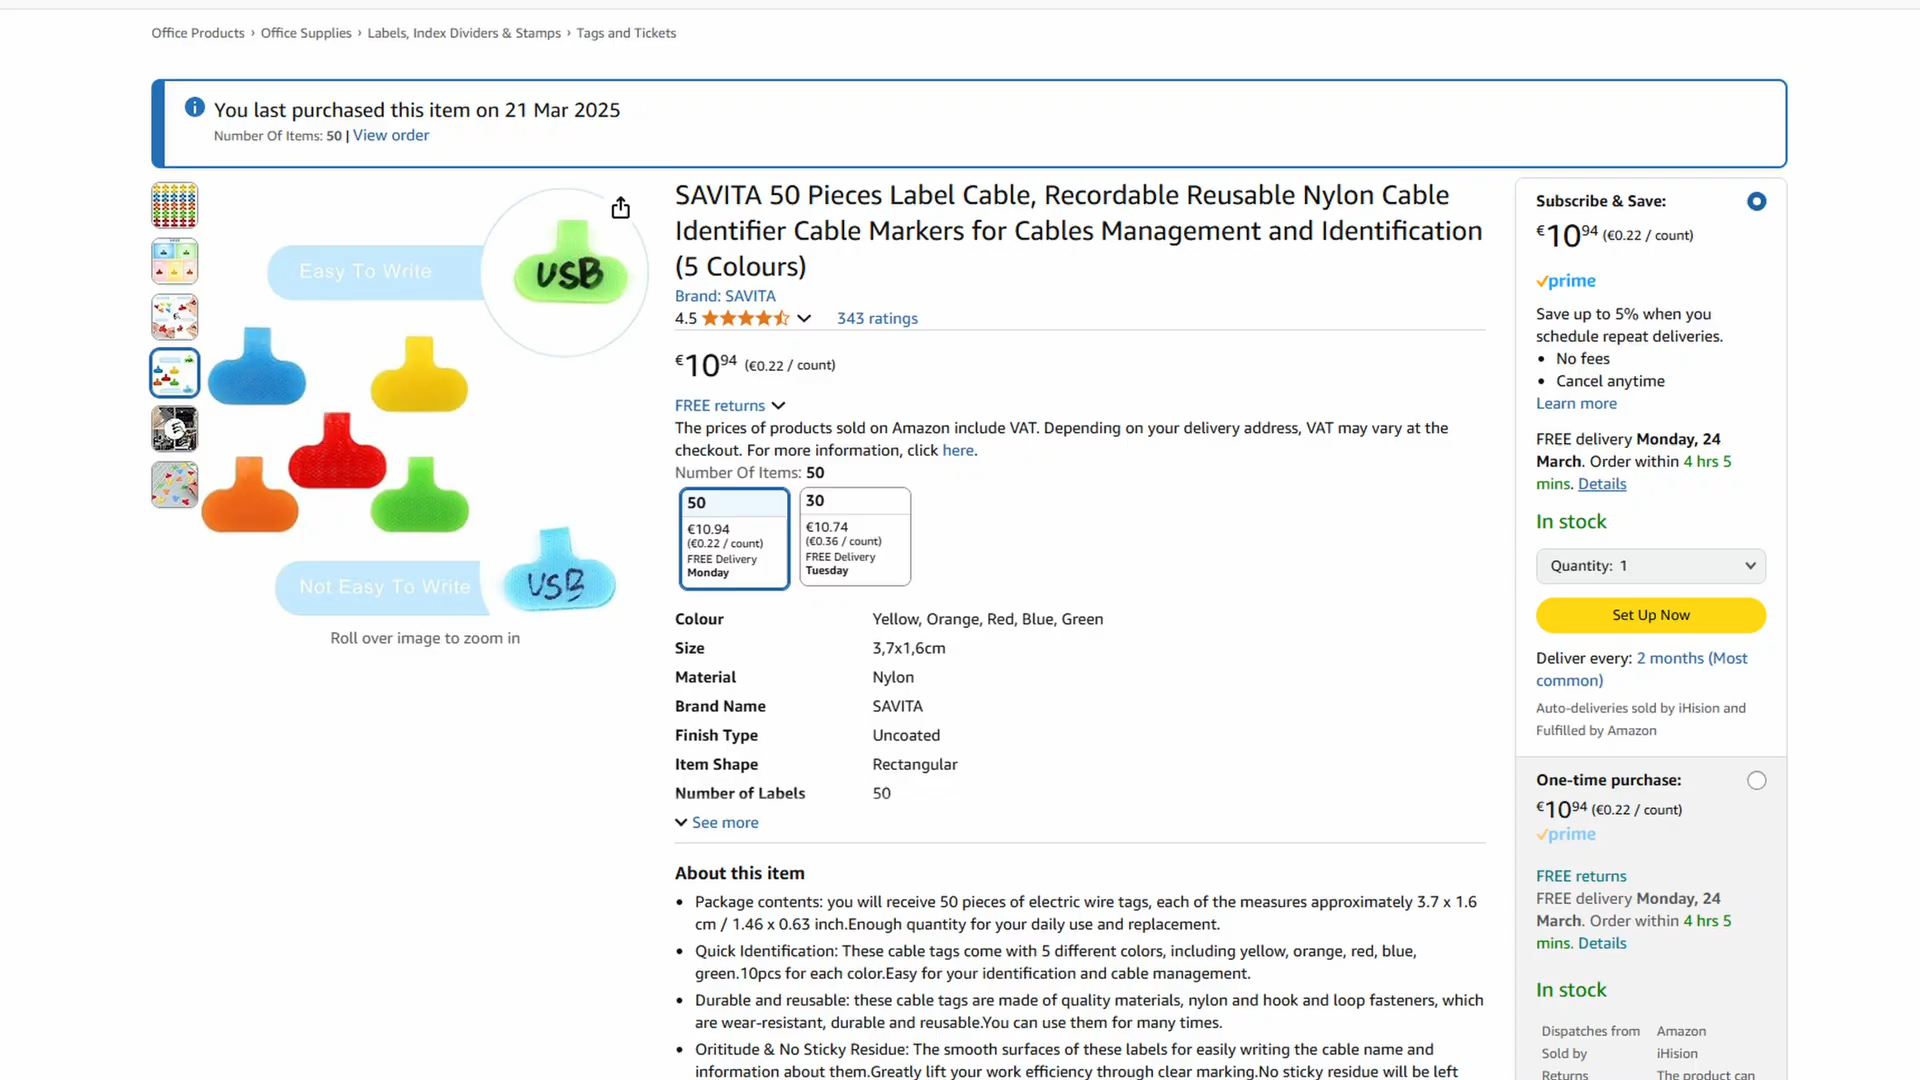 Office Products › Office Supplies › Labels, Index Dividers & Stamps › Tags and Tickets
You last purchased this item on 21 Mar 2025
Number Of Items: 50 | View order
Easy To Write
USB
Not Easy To Write
USB
Roll over image to zoom in
SAVITA 50 Pieces Label Cable, Recordable Reusable Nylon Cable
Identifier Cable Markers for Cables Management and Identification
(5 Colours)
Brand: SAVITA
4.5 343 ratings
€10⁹⁴ (€0.22 / count)
FREE returns
The prices of products sold on Amazon include VAT. Depending on your delivery address, VAT may vary at the
checkout. For more information, click here.
Number Of Items: 50
50
€10.94
(€0.22 / count)
FREE Delivery
Monday
30
€10.74
(€0.36 / count)
FREE Delivery
Tuesday
Colour Yellow, Orange, Red, Blue, Green
Size 3,7x1,6cm
Material Nylon
Brand Name SAVITA
Finish Type Uncoated
Item Shape Rectangular
Number of Labels 50
See more
About this item
• Package contents: you will receive 50 pieces of electric wire tags, each of the measures approximately 3.7 x 1.6
cm / 1.46 x 0.63 inch.Enough quantity for your daily use and replacement.
• Quick Identification: These cable tags come with 5 different colors, including yellow, orange, red, blue,
green.10pcs for each color.Easy for your identification and cable management.
• Durable and reusable: these cable tags are made of quality materials, nylon and hook and loop fasteners, which
are wear-resistant, durable and reusable.You can use them for many times.
• Orititude & No Sticky Residue: The smooth surfaces of these labels for easily writing the cable name and
information about them.Greatly lift your work efficiency through clear marking.No sticky residue will be left
Subscribe & Save:
€10⁹⁴ (€0.22 / count)
prime
Save up to 5% when you
schedule repeat deliveries.
• No fees
• Cancel anytime
Learn more
FREE delivery Monday, 24
March. Order within 4 hrs 5
mins. Details
In stock
Quantity: 1
Set Up Now
Deliver every: 2 months (Most
common)
Auto-deliveries sold by iHision and
Fulfilled by Amazon
One-time purchase:
€10⁹⁴ (€0.22 / count)
prime
FREE returns
FREE delivery Monday, 24
March. Order within 4 hrs 5
mins. Details
In stock
Dispatches from Amazon
Sold by iHision
Returns The product can